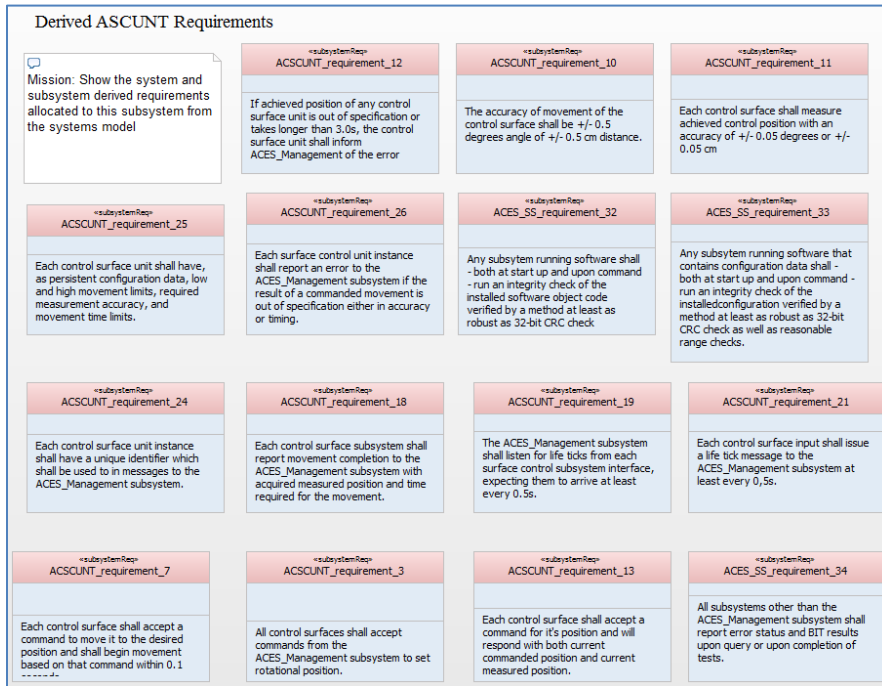 Derived ASCUNT Requirements
Mission: Show the system and
subsystem derived requirements
allocated to this subsystem from
the systems model
«subsystemReq»
ACSCUNT_requirement_12
If achieved position of any control
surface unit is out of specification or
takes longer than 3.0s, the control
surface unit shall inform
ACES_Management of the error
«subsystemReq»
ACSCUNT_requirement_10
The accuracy of movement of the
control surface shall be +/- 0.5
degrees angle of +/- 0.5 cm distance.
«subsystemReq»
ACSCUNT_requirement_11
Each control surface shall measure
achieved control position with an
accuracy of +/- 0.05 degrees or +/-
0.05 cm
«subsystemReq»
ACSCUNT_requirement_25
Each control surface unit shall have,
as persistent configuration data, low
and high movement limits, required
measurement accuracy, and
movement time limits.
«subsystemReq»
ACSCUNT_requirement_26
Each surface control unit instance
shall report an error to the
ACES_Management subsystem if the
result of a commanded movement is
out of specification either in accuracy
or timing.
«subsystemReq»
ACES_SS_requirement_32
Any subsystem running software shall
- both at start up and upon command
- run an integrity check of the
installed software object code
verified by a method at least as
robust as 32-bit CRC check
«subsystemReq»
ACES_SS_requirement_33
Any subsytem running software that
contains configuration data shall -
both at start up and upon command -
run an integrity check of the
installedconfiguration verified by a
method at least as robust as 32-bit
CRC check as well as reasonable
range checks.
«subsystemReq»
ACSCUNT_requirement_24
Each control surface unit instance
shall have a unique identifier which
shall be used to in messages to the
ACES_Management subsystem.
«subsystemReq»
ACSCUNT_requirement_18
Each control surface subsystem shall
report movement completion to the
ACES_Management subsystem with
acquired measured position and time
required for the movement.
«subsystemReq»
ACSCUNT_requirement_19
The ACES_Management subsystem
shall listen for life ticks from each
surface control subsystem interface,
expecting them to arrive at least
every 0.5s.
«subsystemReq»
ACSCUNT_requirement_21
Each control surface input shall issue
a life tick message to the
ACES_Management subsystem at
least every 0,5s.
«subsystemReq»
ACSCUNT_requirement_7
Each control surface shall accept a
command to move it to the desired
position and shall begin movement
based on that command within 0.1
«subsystemReq»
ACSCUNT_requirement_3
All control surfaces shall accept
commands from the
ACES_Management subsystem to set
rotational position.
«subsystemReq»
ACSCUNT_requirement_13
Each control surface shall accept a
command for it's position and will
respond with both current
commanded position and current
measured position.
«subsystemReq»
ACES_SS_requirement_34
All subsystems other than the
ACES_Management subsystem shall
report error status and BIT results
upon query or upon completion of
tests.